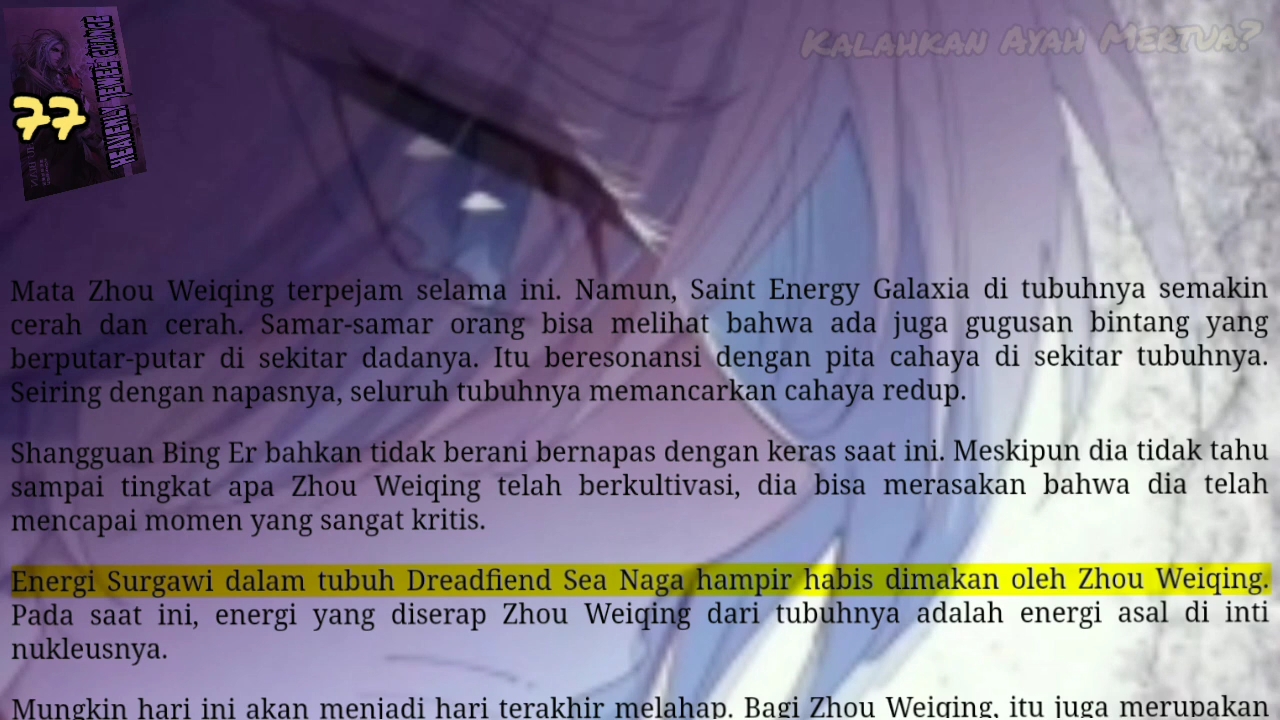 Kalahkan Ayah Mertua?
77
HEAVENLY JEWEL CHANGE
Mata Zhou Weiqing terpejam selama ini. Namun, Saint Energy Galaxia di tubuhnya semakin
cerah dan cerah. Samar-samar orang bisa melihat bahwa ada juga gugusan bintang yang
berputar-putar di sekitar dadanya. Itu beresonansi dengan pita cahaya di sekitar tubuhnya.
Seiring dengan napasnya, seluruh tubuhnya memancarkan cahaya redup.
Shangguan Bing Er bahkan tidak berani bernapas dengan keras saat ini. Meskipun dia tidak tahu
sampai tingkat apa Zhou Weiqing telah berkultivasi, dia bisa merasakan bahwa dia telah
mencapai momen yang sangat kritis.
Energi Surgawi dalam tubuh Dreadfiend Sea Naga hampir habis dimakan oleh Zhou Weiqing.
Pada saat ini, energi yang diserap Zhou Weiqing dari tubuhnya adalah energi asal di inti
nukleusnya.
Mungkin hari ini akan menjadi hari terakhir melahap. Bagi Zhou Weiqing, itu juga merupakan